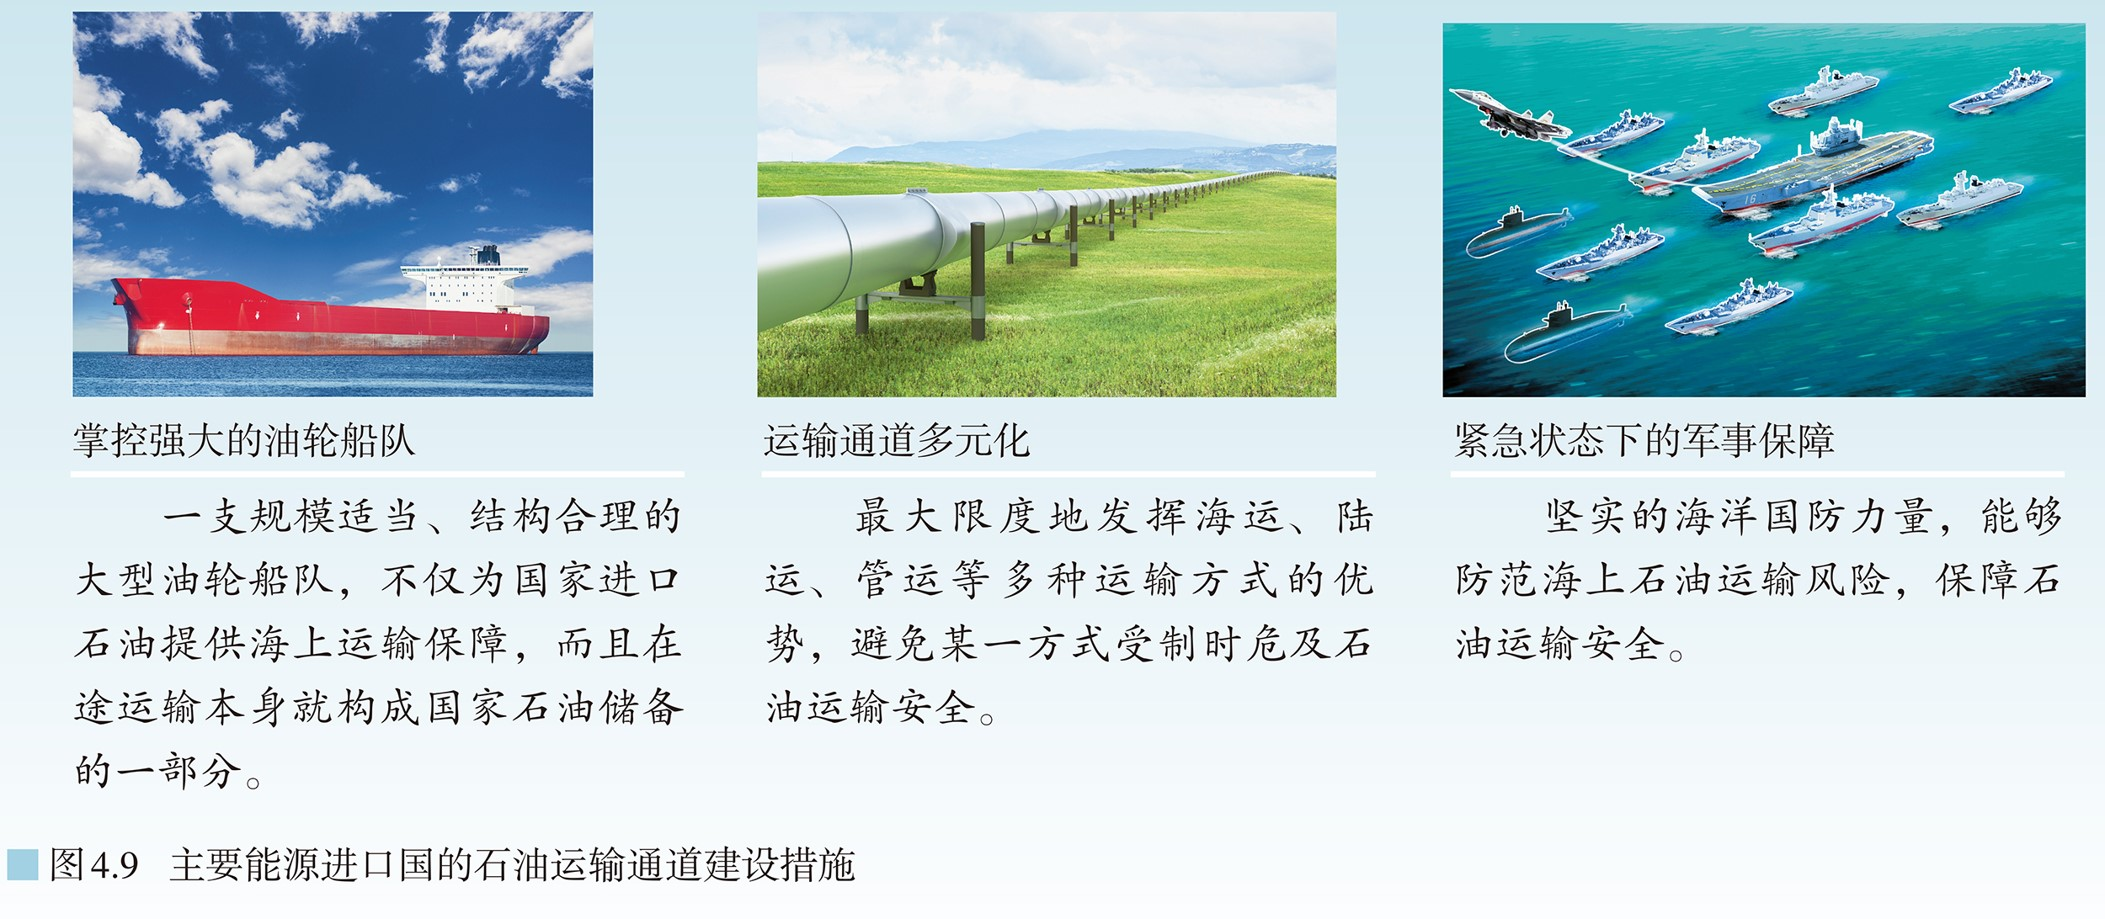 掌控强大的油轮船队
一支规模适当、结构合理的
大型油轮船队，不仅为国家进口
石油提供海上运输保障，而且在
途运输本身就构成国家石油储备
的一部分。
运输通道多元化
最大限度地发挥海运、陆
运、管运等多种运输方式的优
势，避免某一方式受制时危及石
油运输安全。
16
紧急状态下的军事保障
坚实的海洋国防力量，能够
防范海上石油运输风险，保障石
油运输安全。
图4.9 主要能源进口国的石油运输通道建设措施